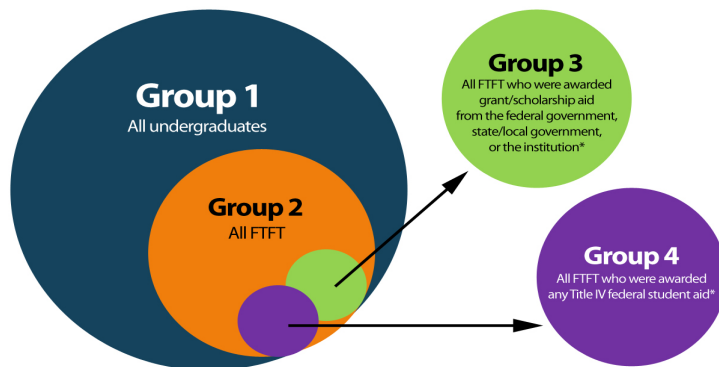 Group 1
All undergraduates
Group 2
All FTFT
Group 3
All FTFT who were awarded
grant/scholarship aid
from the federal government,
state/local government,
or the institution*
Group 4
All FTFT who were awarded
any Title IV federal student aid*